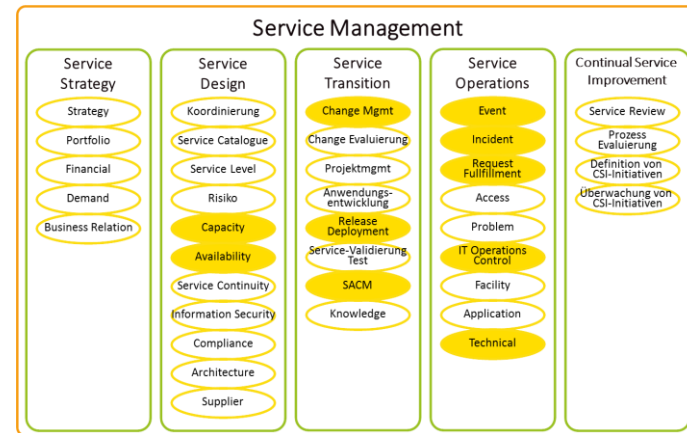 Service Management
Service
Strategy
Strategy
Portfolio
Financial
Demand
Business Relation
Service
Design
Koordinierung
Service Catalogue
Service Level
Risiko
Capacity
Availability
Service Continuity
Information Security
Compliance
Architecture
Supplier
Service
Transition
Change Mgmt
Change Evaluierung
Projektmgmt
Anwendungs-
entwicklung
Release
Deployment
Service-Validierung
Test
SACM
Knowledge
Service
Operations
Event
Incident
Request
Fullfillment
Access
Problem
IT Operations
Control
Facility
Application
Technical
Continual Service
Improvement
Service Review
Prozess
Evaluierung
Definition von
CSI-Initiativen
Überwachung von
CSI-Initiativen